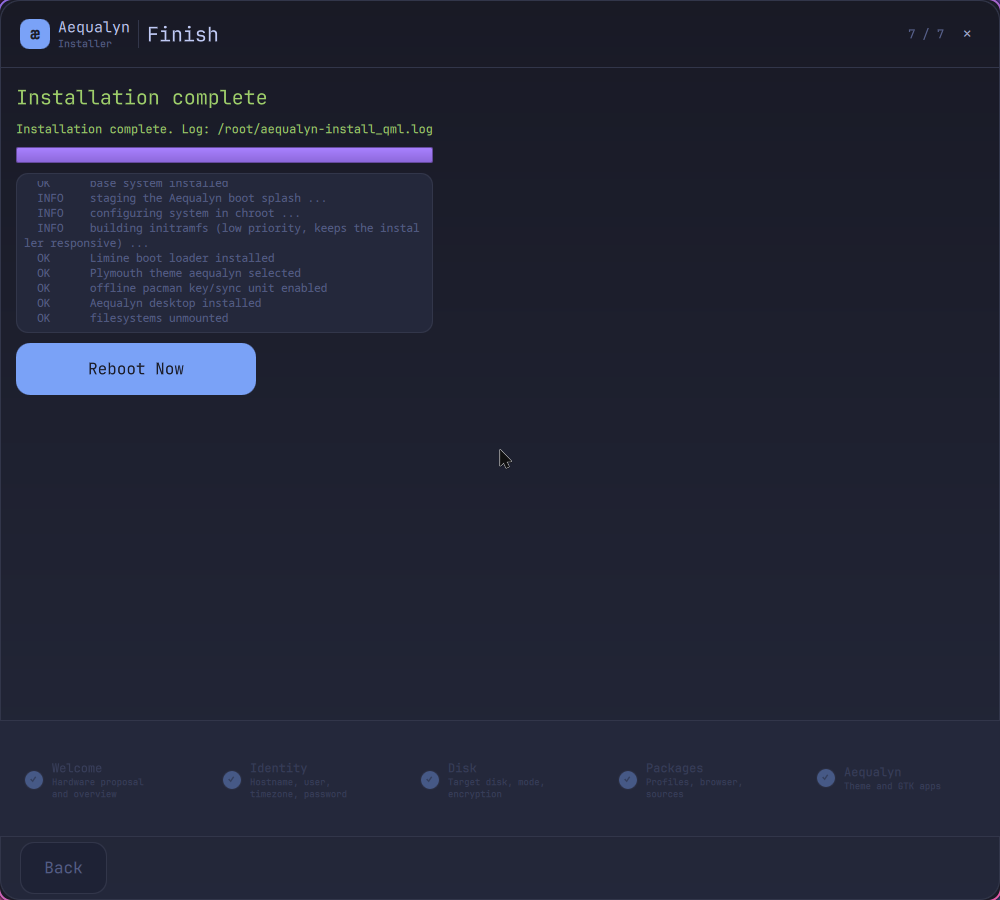 æ
Aequalyn
Installer
Finish
7 / 7
×
Installation complete
Installation complete. Log: /root/aequalyn-install_qml.log
OK base system installed
INFO staging the Aequalyn boot splash ...
INFO configuring system in chroot ...
INFO building initramfs (low priority, keeps the instal
ler responsive) ...
OK Limine boot loader installed
OK Plymouth theme aequalyn selected
OK offline pacman key/sync unit enabled
OK Aequalyn desktop installed
OK filesystems unmounted
Reboot Now
✓ Welcome
Hardware proposal
and overview
✓ Identity
Hostname, user,
timezone, password
✓ Disk
Target disk, mode,
encryption
✓ Packages
Profiles, browser,
sources
✓ Aequalyn
Theme and GTK apps
Back